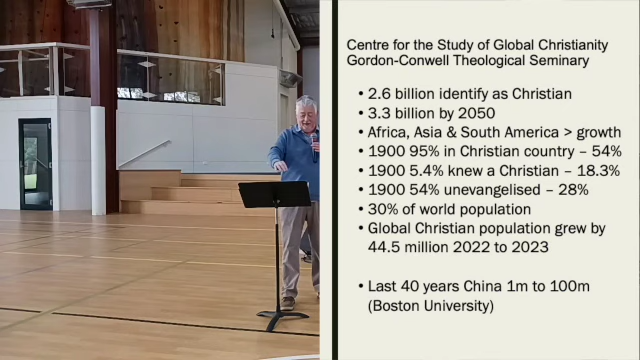 Centre for the Study of Global Christianity
Gordon-Conwell Theological Seminary
• 2.6 billion identify as Christian
• 3.3 billion by 2050
• Africa, Asia & South America > growth
• 1900 95% in Christian country – 54%
• 1900 5.4% knew a Christian – 18.3%
• 1900 54% unevangelised – 28%
• 30% of world population
• Global Christian population grew by
44.5 million 2022 to 2023
• Last 40 years China 1m to 100m
(Boston University)